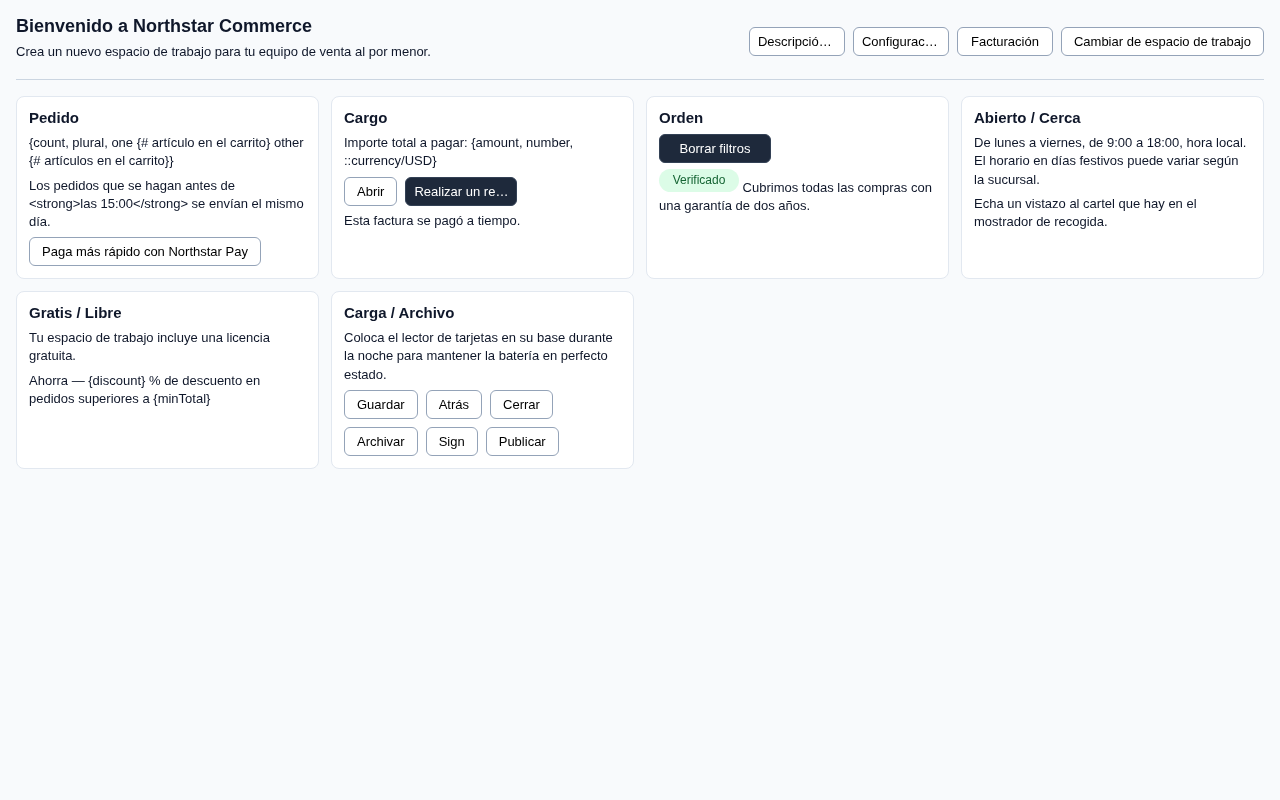 Bienvenido a Northstar Commerce
Crea un nuevo espacio de trabajo para tu equipo de venta al por menor.
Descripció…
Configurac…
Facturación
Cambiar de espacio de trabajo
Pedido
{count, plural, one {# artículo en el carrito} other
{# artículos en el carrito}}
Los pedidos que se hagan antes de
<strong>las 15:00</strong> se envían el mismo
día.
Paga más rápido con Northstar Pay
Cargo
Importe total a pagar: {amount, number,
::currency/USD}
Abrir
Realizar un re…
Esta factura se pagó a tiempo.
Orden
Borrar filtros
Verificado Cubrimos todas las compras con
una garantía de dos años.
Abierto / Cerca
De lunes a viernes, de 9:00 a 18:00, hora local.
El horario en días festivos puede variar según
la sucursal.
Echa un vistazo al cartel que hay en el
mostrador de recogida.
Gratis / Libre
Tu espacio de trabajo incluye una licencia
gratuita.
Ahorra — {discount} % de descuento en
pedidos superiores a {minTotal}
Carga / Archivo
Coloca el lector de tarjetas en su base durante
la noche para mantener la batería en perfecto
estado.
Guardar
Atrás
Cerrar
Archivar
Sign
Publicar